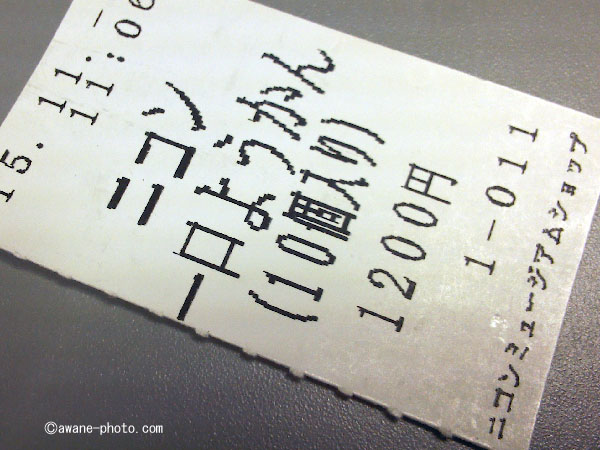 15. 11. 
11:06
ニコン
一口ようかん
(10個入り)
1200円
1-011
ニコンミュージアムショップ
©awane-photo.com